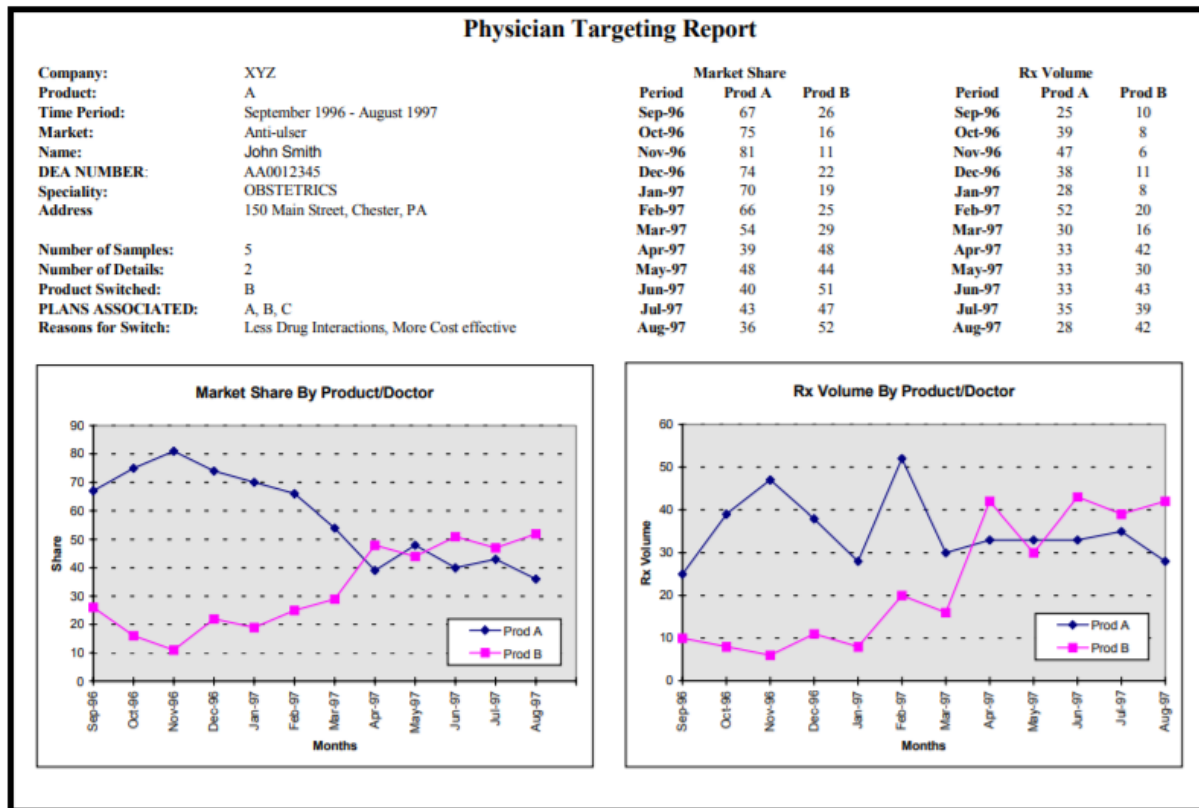 Physician Targeting Report
Company: XYZ
Product: A
Time Period: September 1996 - August 1997
Market: Anti-ulser
Name: John Smith
DEA NUMBER: AA0012345
Speciality: OBSTETRICS
Address 150 Main Street, Chester, PA
Number of Samples: 5
Number of Details: 2
Product Switched: B
PLANS ASSOCIATED: A, B, C
Reasons for Switch: Less Drug Interactions, More Cost effective
Market Share
Period Prod A Prod B
Sep-96 67 26
Oct-96 75 16
Nov-96 81 11
Dec-96 74 22
Jan-97 70 19
Feb-97 66 25
Mar-97 54 29
Apr-97 39 48
May-97 48 44
Jun-97 40 51
Jul-97 43 47
Aug-97 36 52
Rx Volume
Period Prod A Prod B
Sep-96 25 10
Oct-96 39 8
Nov-96 47 6
Dec-96 38 11
Jan-97 28 8
Feb-97 52 20
Mar-97 30 16
Apr-97 33 42
May-97 33 30
Jun-97 33 43
Jul-97 35 39
Aug-97 28 42
Market Share By Product/Doctor
90
80
70
60
50
40
30
20
10
0
Share
Prod A
Prod B
Sep-96 Oct-96 Nov-96 Dec-96 Jan-97 Feb-97 Mar-97 Apr-97 May-97 Jun-97 Jul-97 Aug-97
Months
Rx Volume By Product/Doctor
60
50
40
30
20
10
0
Rx Volume
Prod A
Prod B
Sep-96 Oct-96 Nov-96 Dec-96 Jan-97 Feb-97 Mar-97 Apr-97 May-97 Jun-97 Jul-97 Aug-97
Months